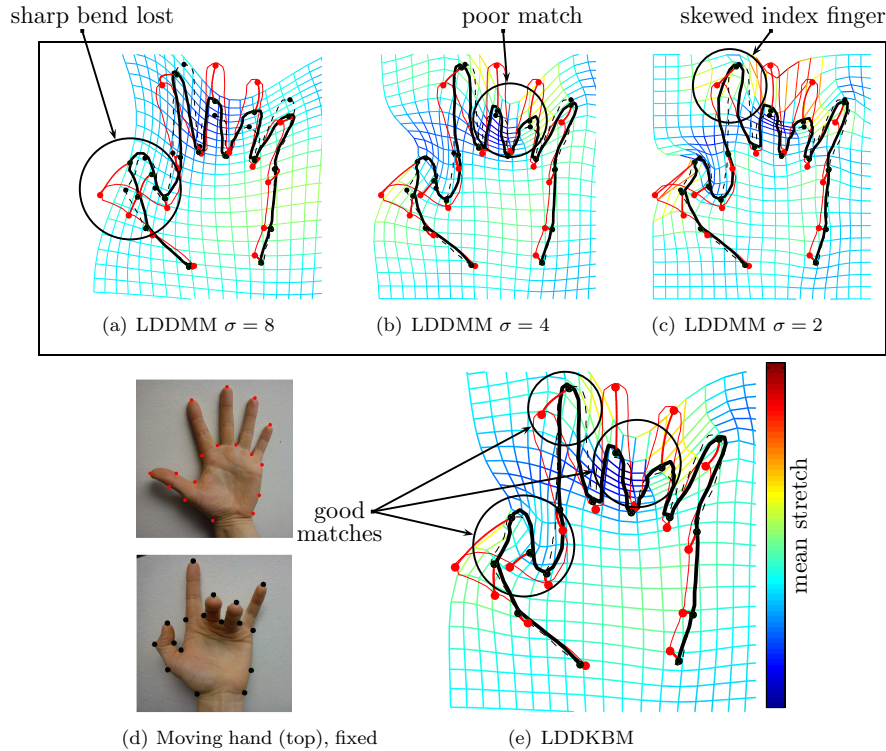 sharp bend lost
poor match
skewed index finger
(a) LDDMM σ = 8
(b) LDDMM σ = 4
(c) LDDMM σ = 2
good
matches
mean stretch
(d) Moving hand (top), fixed
(e) LDDKBM